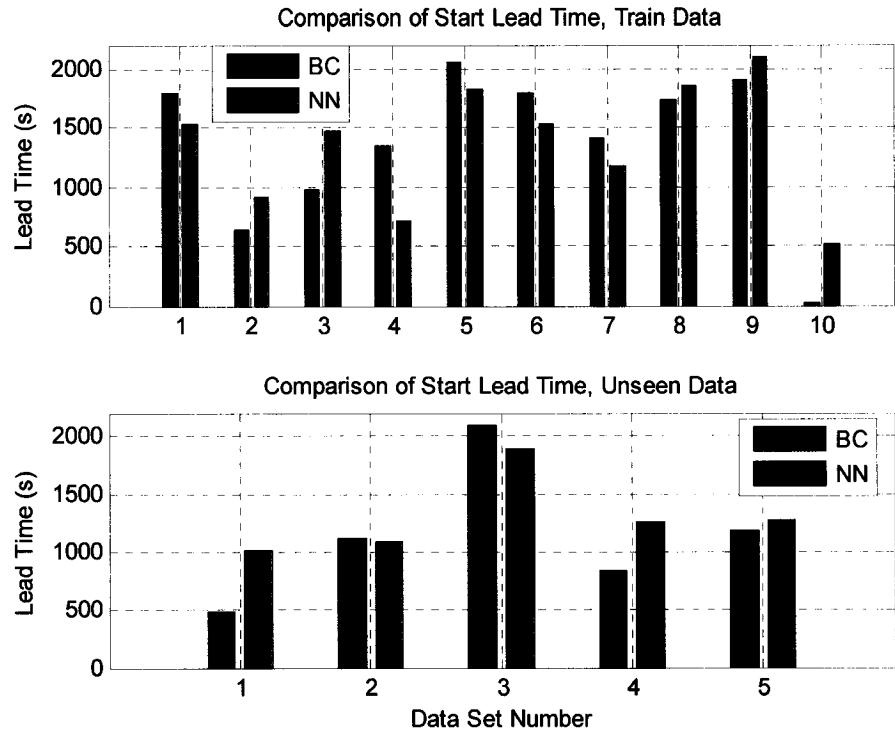 Comparison of Start Lead Time, Train Data
Lead Time (s)
2000
1500
1000
500
0
BC
NN
1 2 3 4 5 6 7 8 9 10
Comparison of Start Lead Time, Unseen Data
Lead Time (s)
2000
1500
1000
500
0
BC
NN
1 2 3 4 5
Data Set Number